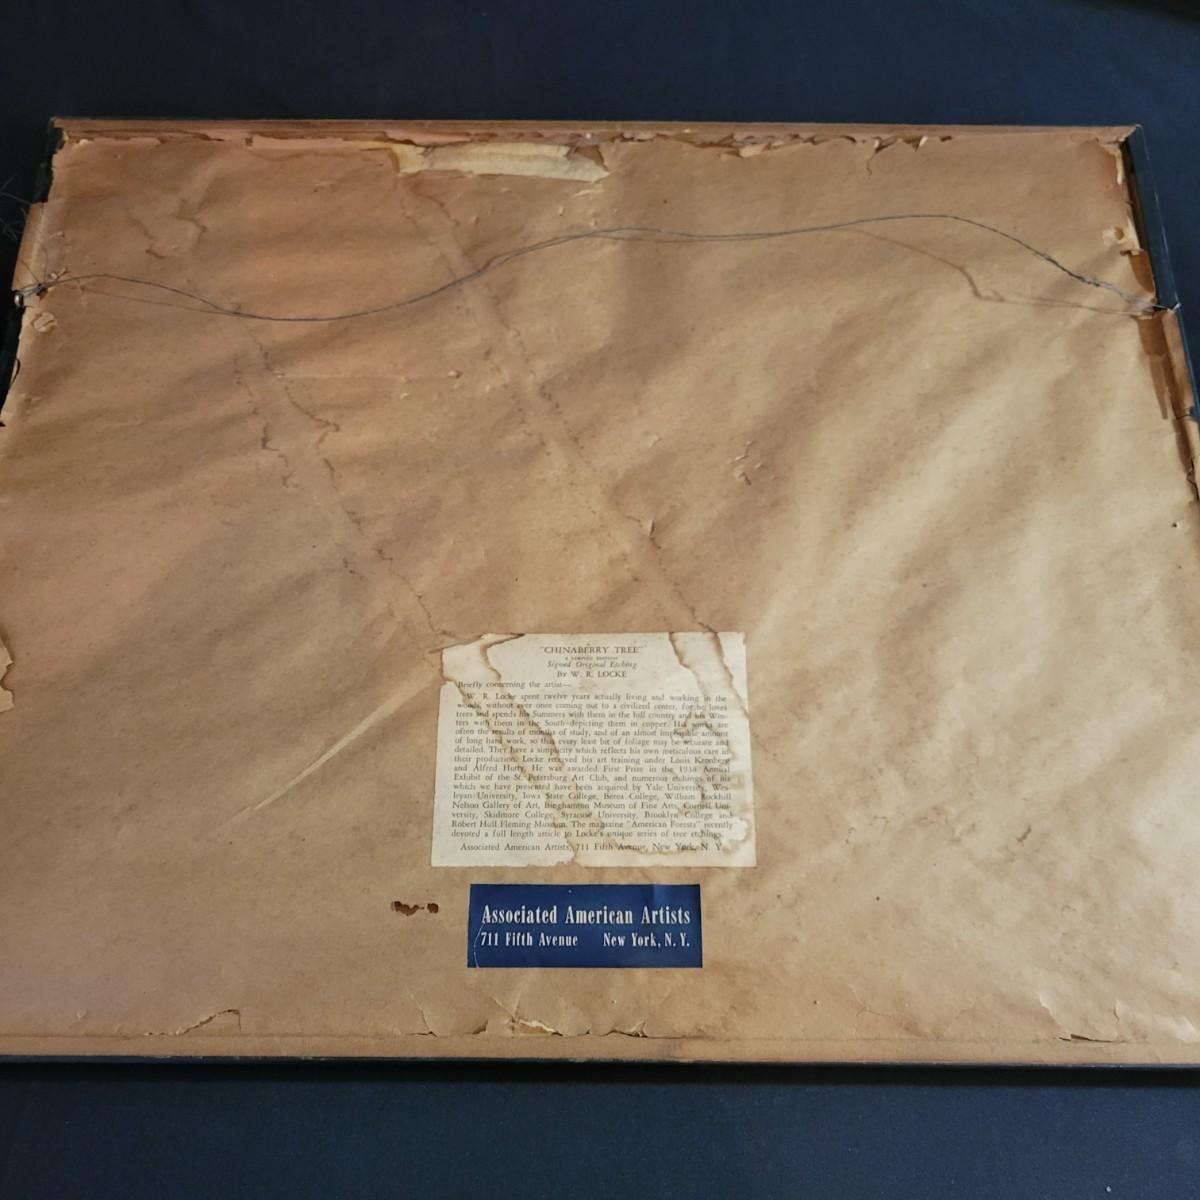 "CHINABERRY TREE"
A LIMITED EDITION
Signed Original Etching
BY W. R. LOCKE
Briefly concerning the artist—
W. R. Locke spent twelve years actually living and working in the
woods, without ever once coming out to a civilized center, for he loves
trees and spends his Summers with them in the hill country and his Win-
ters with them in the South-depicting them in copper. His works are
often the results of months of study, and of an almost impossible amount
of long hard work, so that every least bit of foliage may be accurate and
detailed. They have a simplicity which reflects his own meticulous care in
their production. Locke received his art training under Louis Kronberg
and Alfred Hutty. He was awarded First Prize in the 1938 Annual
Exhibit of the St. Petersburg Art Club, and numerous etchings of his
which we have presented have been acquired by Yale University, Wes-
leyan University, Iowa State College, Berea College, William Rockhill
Nelson Gallery of Art, Binghamton Museum of Fine Arts, Cornell Uni-
versity, Skidmore College, Syracuse University, Brooklyn College and
Robert Hull Fleming Museum. The magazine "American Forests" recently
devoted a full length article to Locke's unique series of tree etchings.
Associated American Artists, 711 Fifth Avenue, New York, N. Y.
Associated American Artists
711 Fifth Avenue New York, N. Y.